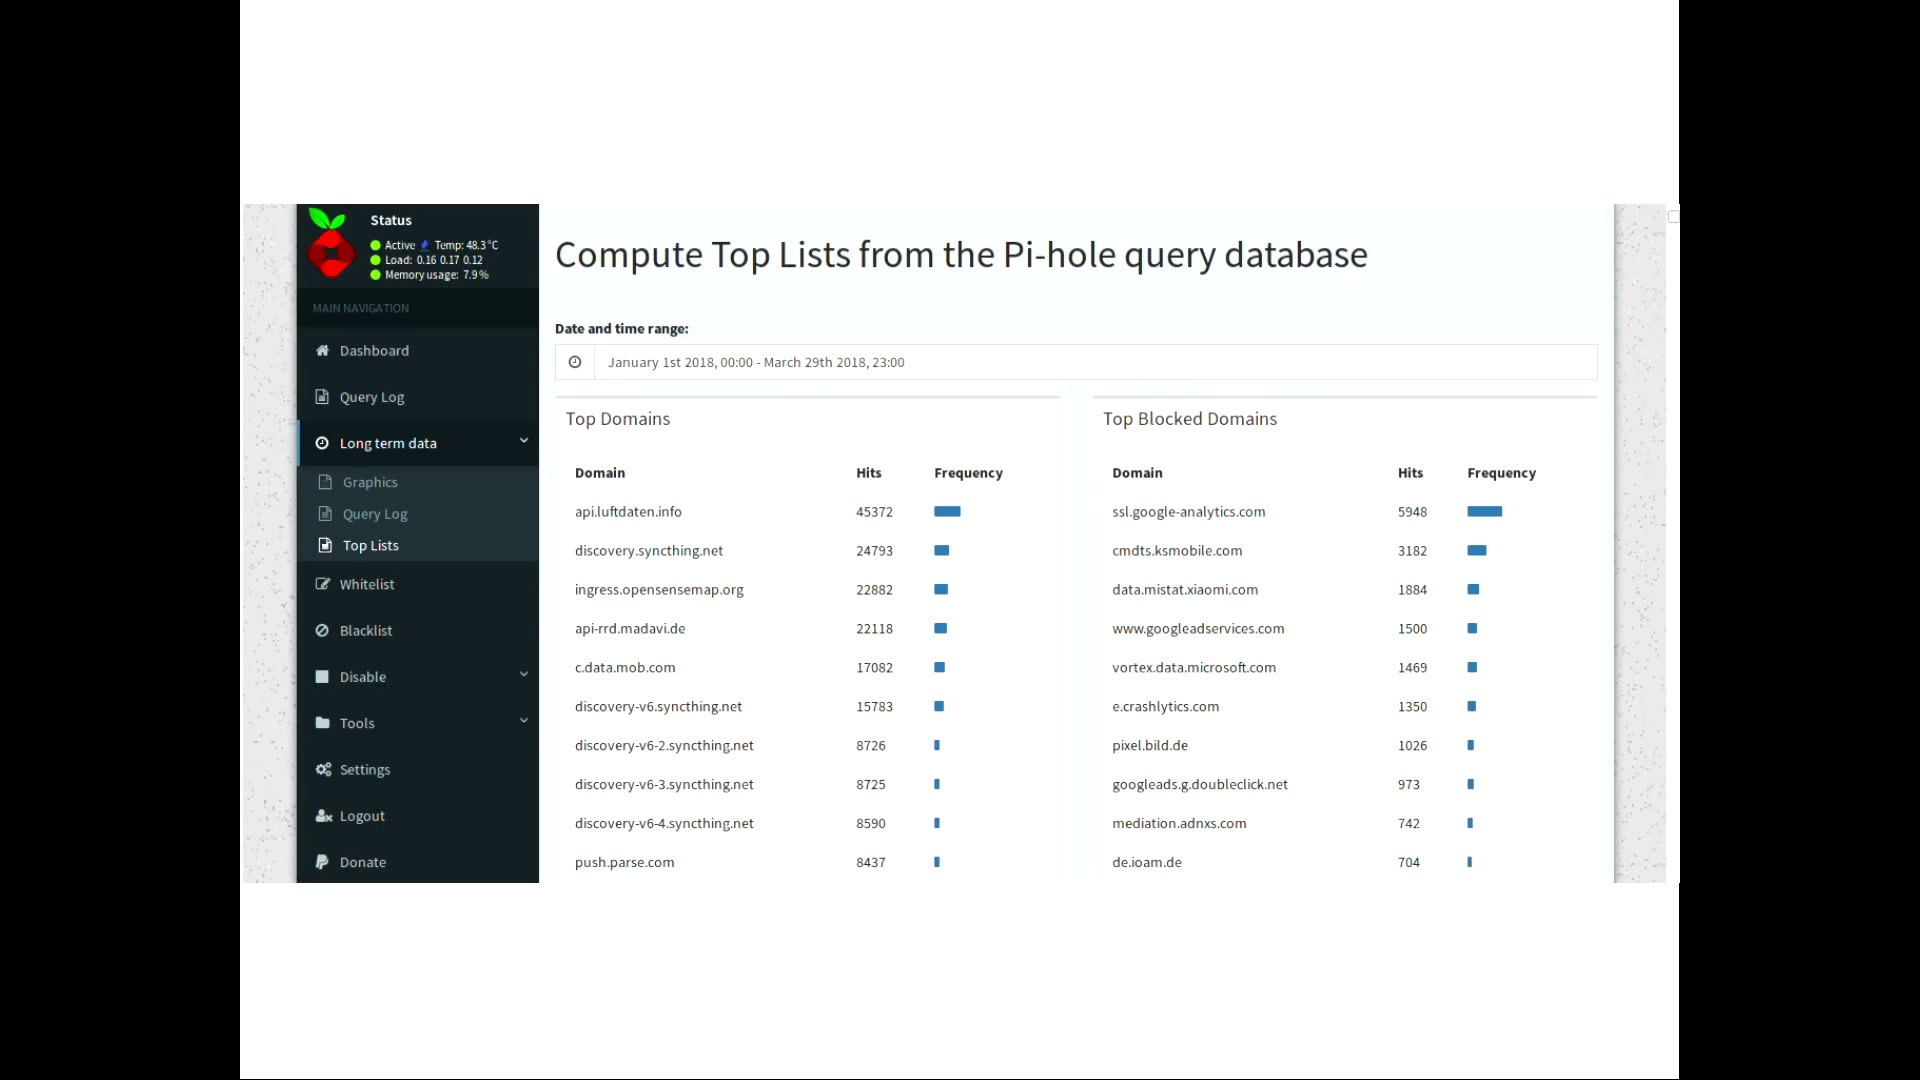 Status
Active Temp: 48.3 °C
Load: 0.16 0.17 0.12
Memory usage: 7.9 %
MAIN NAVIGATION
Dashboard
Query Log
Long term data
Graphics
Query Log
Top Lists
Whitelist
Blacklist
Disable
Tools
Settings
Logout
Donate
Compute Top Lists from the Pi-hole query database
Date and time range:
January 1st 2018, 00:00 - March 29th 2018, 23:00
Top Domains
Domain Hits Frequency
api.luftdaten.info 45372
discovery.syncthing.net 24793
ingress.opensensemap.org 22882
api-rrd.madavi.de 22118
c.data.mob.com 17082
discovery-v6.syncthing.net 15783
discovery-v6-2.syncthing.net 8726
discovery-v6-3.syncthing.net 8725
discovery-v6-4.syncthing.net 8590
push.parse.com 8437
Top Blocked Domains
Domain Hits Frequency
ssl.google-analytics.com 5948
cmdts.ksmobile.com 3182
data.mistat.xiaomi.com 1884
www.googleadservices.com 1500
vortex.data.microsoft.com 1469
e.crashlytics.com 1350
pixel.bild.de 1026
googleads.g.doubleclick.net 973
mediation.adnxs.com 742
de.ioam.de 704